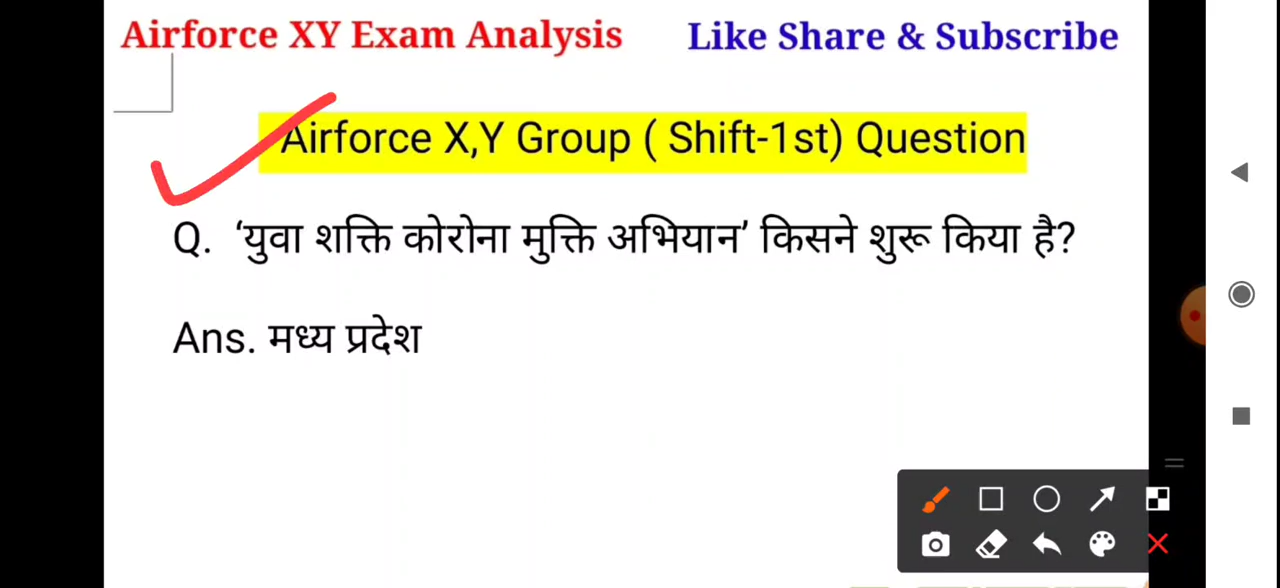 Airforce XY Exam Analysis Like Share & Subscribe
Airforce X,Y Group ( Shift-1st) Question
Q. ‘युवा शक्ति कोरोना मुक्ति अभियान’ किसने शुरू किया है?
Ans. मध्य प्रदेश